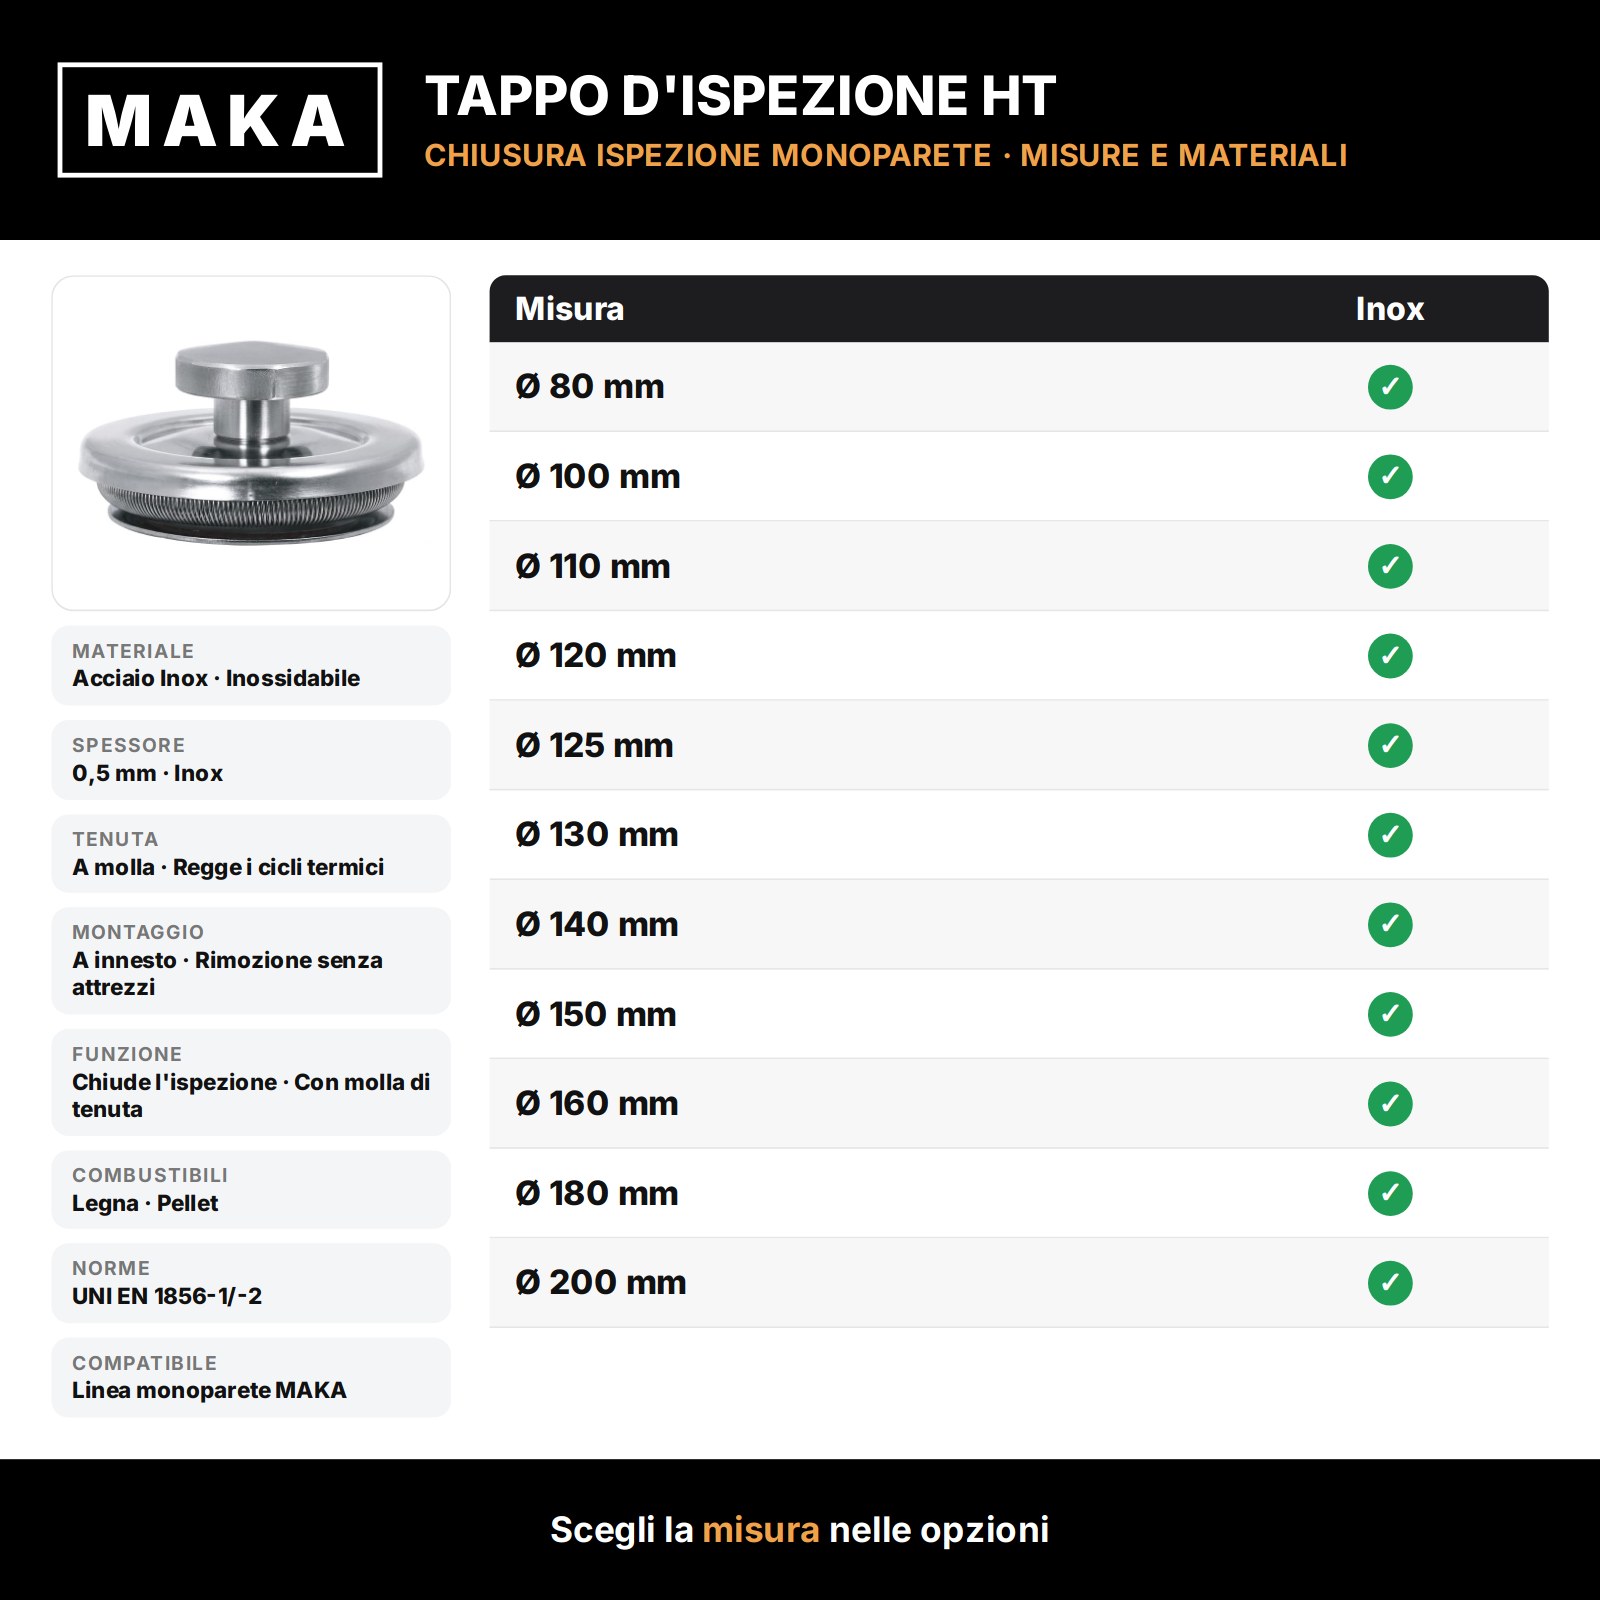 MAKA
TAPPO D'ISPEZIONE HT
CHIUSURA ISPEZIONE MONOPARETE · MISURE E MATERIALI
MATERIALE
Acciaio Inox · Inossidabile
SPESSORE
0,5 mm · Inox
TENUTA
A molla · Regge i cicli termici
MONTAGGIO
A innesto · Rimozione senza
attrezzi
FUNZIONE
Chiude l'ispezione · Con molla di
tenuta
COMBUSTIBILI
Legna · Pellet
NORME
UNI EN 1856-1/-2
COMPATIBILE
Linea monoparete MAKA
Misura Inox
Ø 80 mm ✓
Ø 100 mm ✓
Ø 110 mm ✓
Ø 120 mm ✓
Ø 125 mm ✓
Ø 130 mm ✓
Ø 140 mm ✓
Ø 150 mm ✓
Ø 160 mm ✓
Ø 180 mm ✓
Ø 200 mm ✓
Scegli la misura nelle opzioni